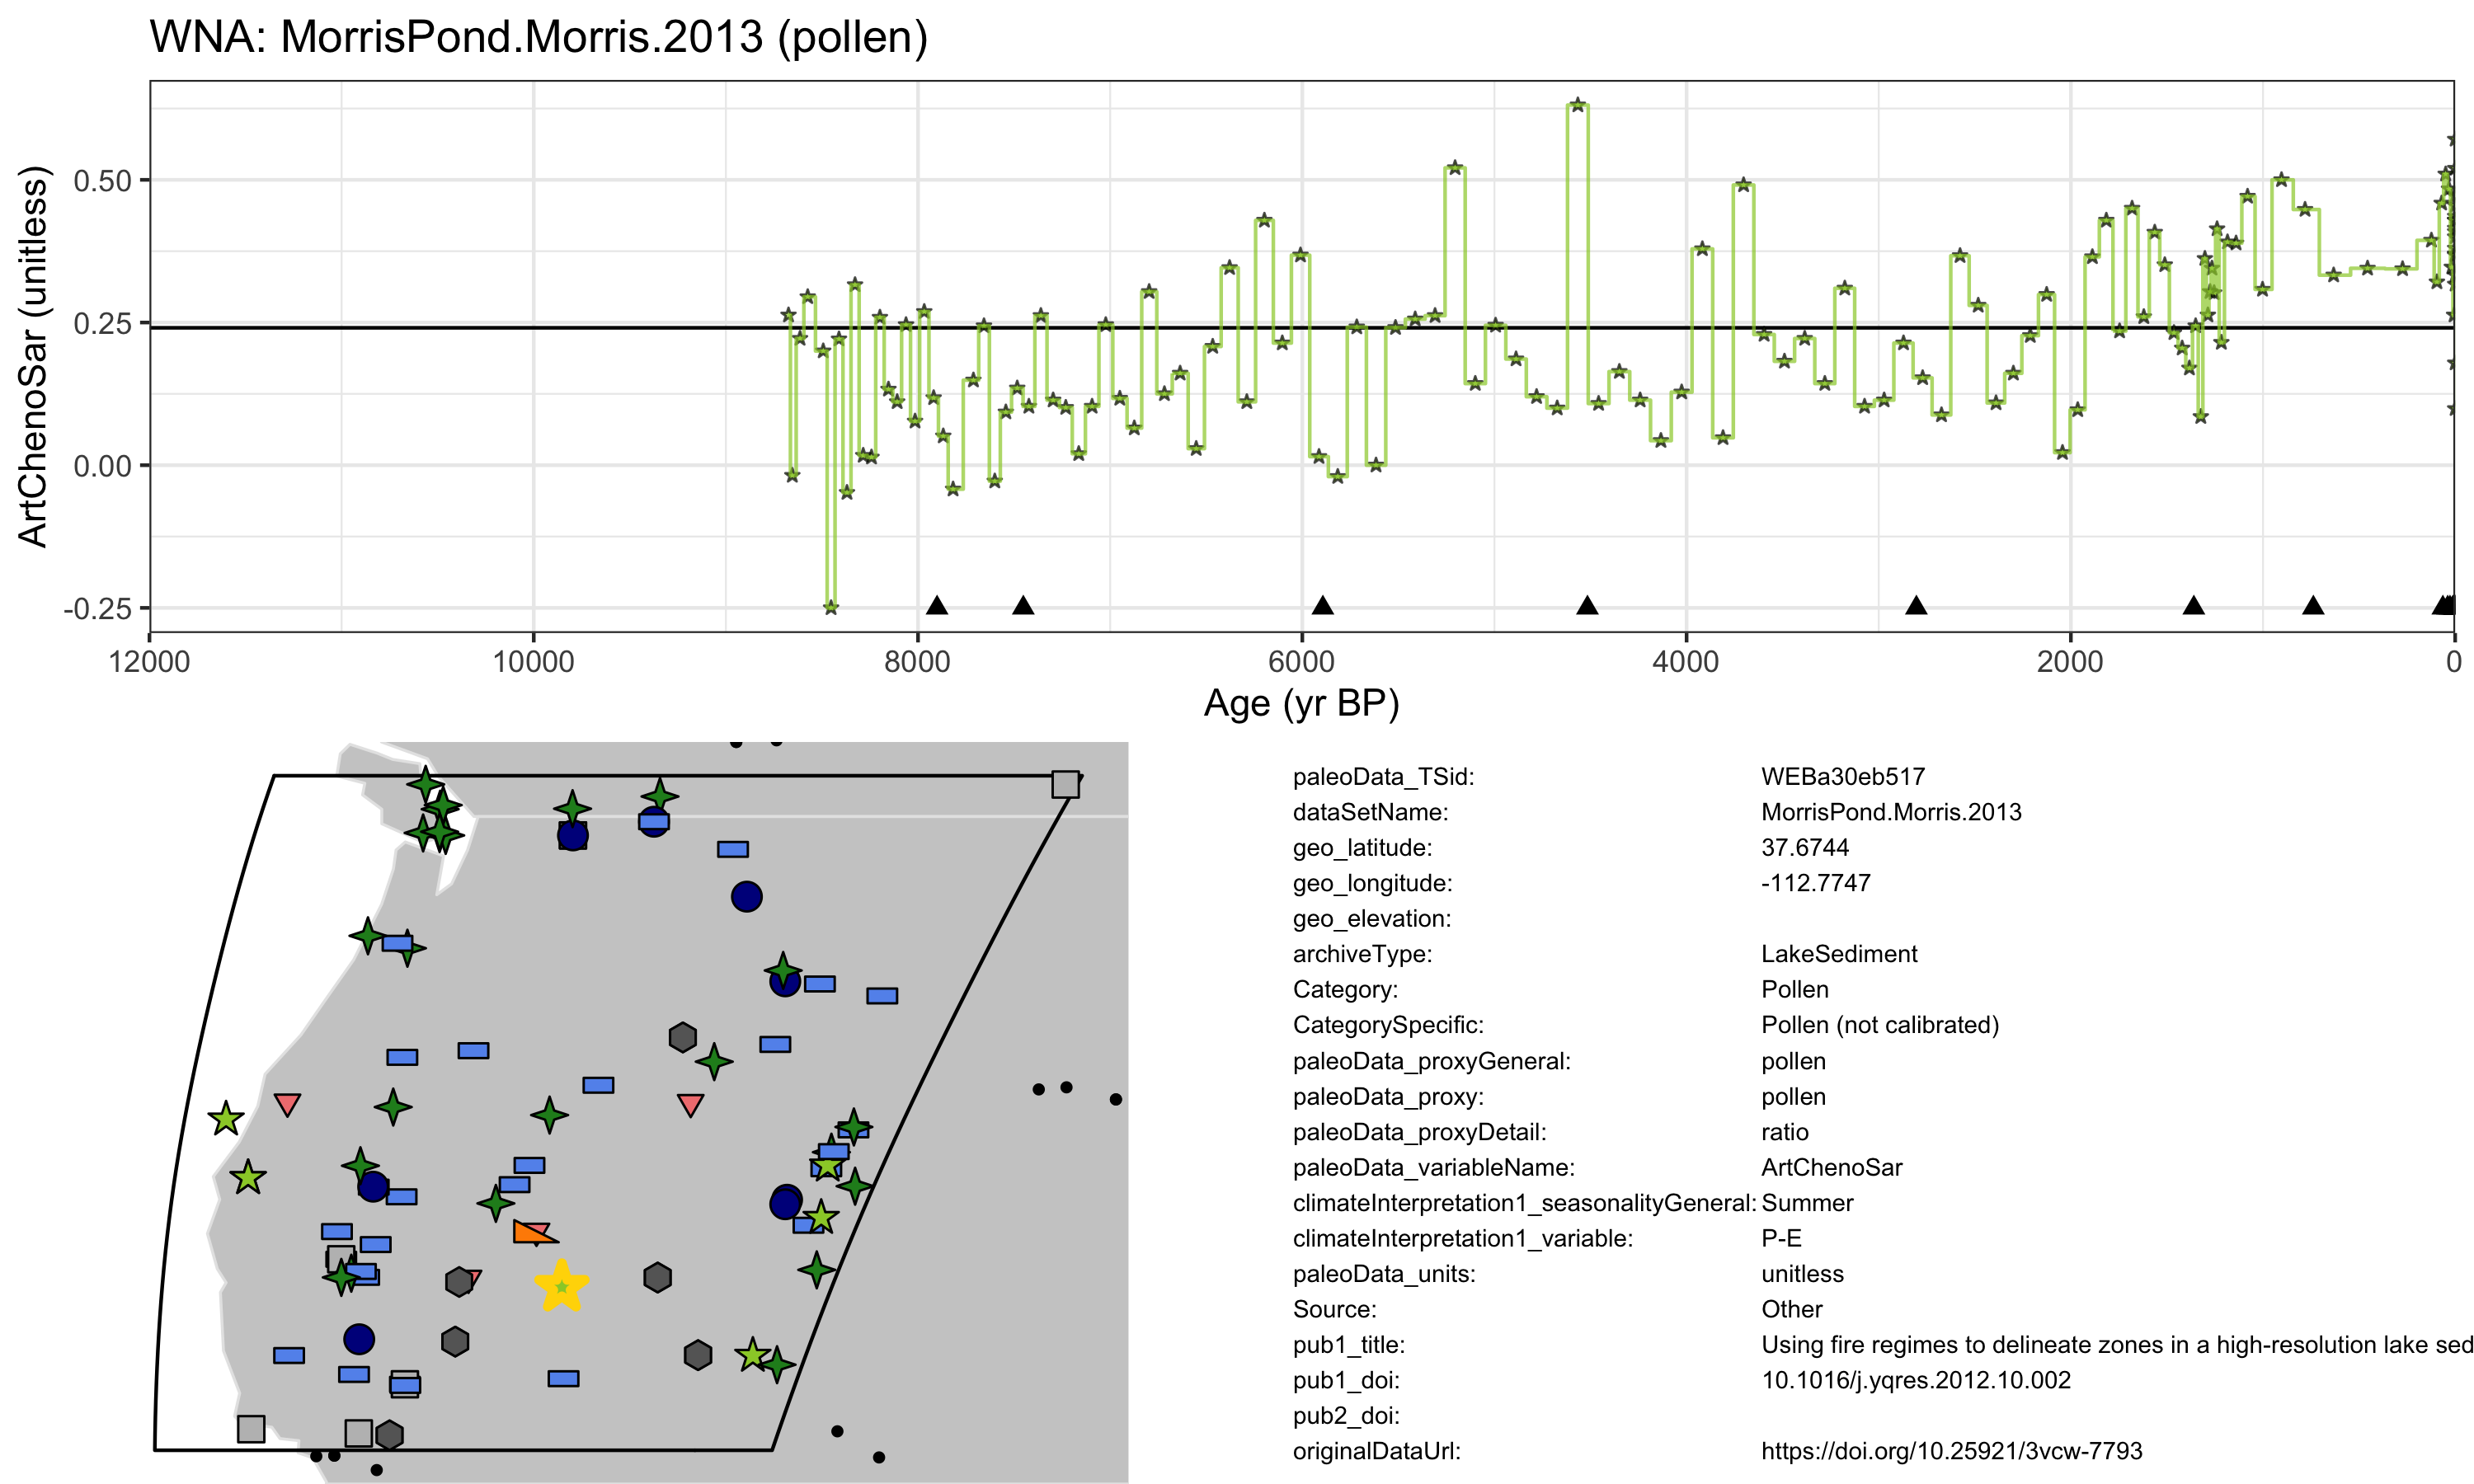 WNA: MorrisPond.Morris.2013 (pollen)
ArtChenoSar (unitless)
0.50
0.25
0.00
-0.25
12000 10000 8000 6000 4000 2000 0
Age (yr BP)
paleoData_TSid: WEBa30eb517
dataSetName: MorrisPond.Morris.2013
geo_latitude: 37.6744
geo_longitude: -112.7747
geo_elevation:
archiveType: LakeSediment
Category: Pollen
CategorySpecific: Pollen (not calibrated)
paleoData_proxyGeneral: pollen
paleoData_proxy: pollen
paleoData_proxyDetail: ratio
paleoData_variableName: ArtChenoSar
climateInterpretation1_seasonalityGeneral: Summer
climateInterpretation1_variable: P-E
paleoData_units: unitless
Source: Other
pub1_title: Using fire regimes to delineate zones in a high-resolution lake sed
pub1_doi: 10.1016/j.yqres.2012.10.002
pub2_doi:
originalDataUrl: https://doi.org/10.25921/3vcw-7793